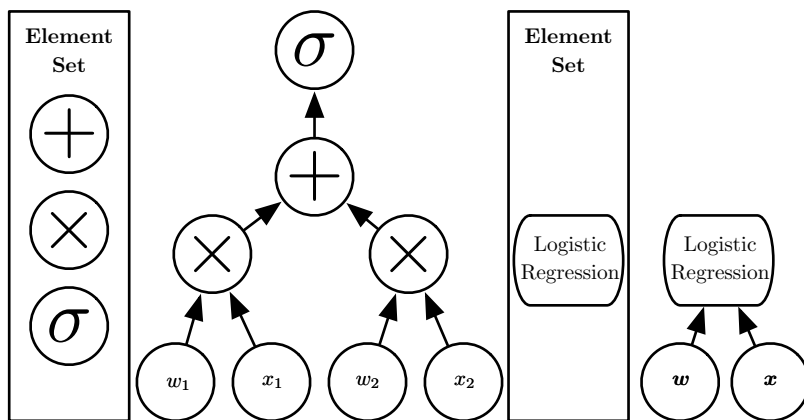 Element
Set
+
×
σ
σ
+
×
×
w₁
x₁
w₂
x₂
Element
Set
Logistic
Regression
Logistic
Regression
w
x